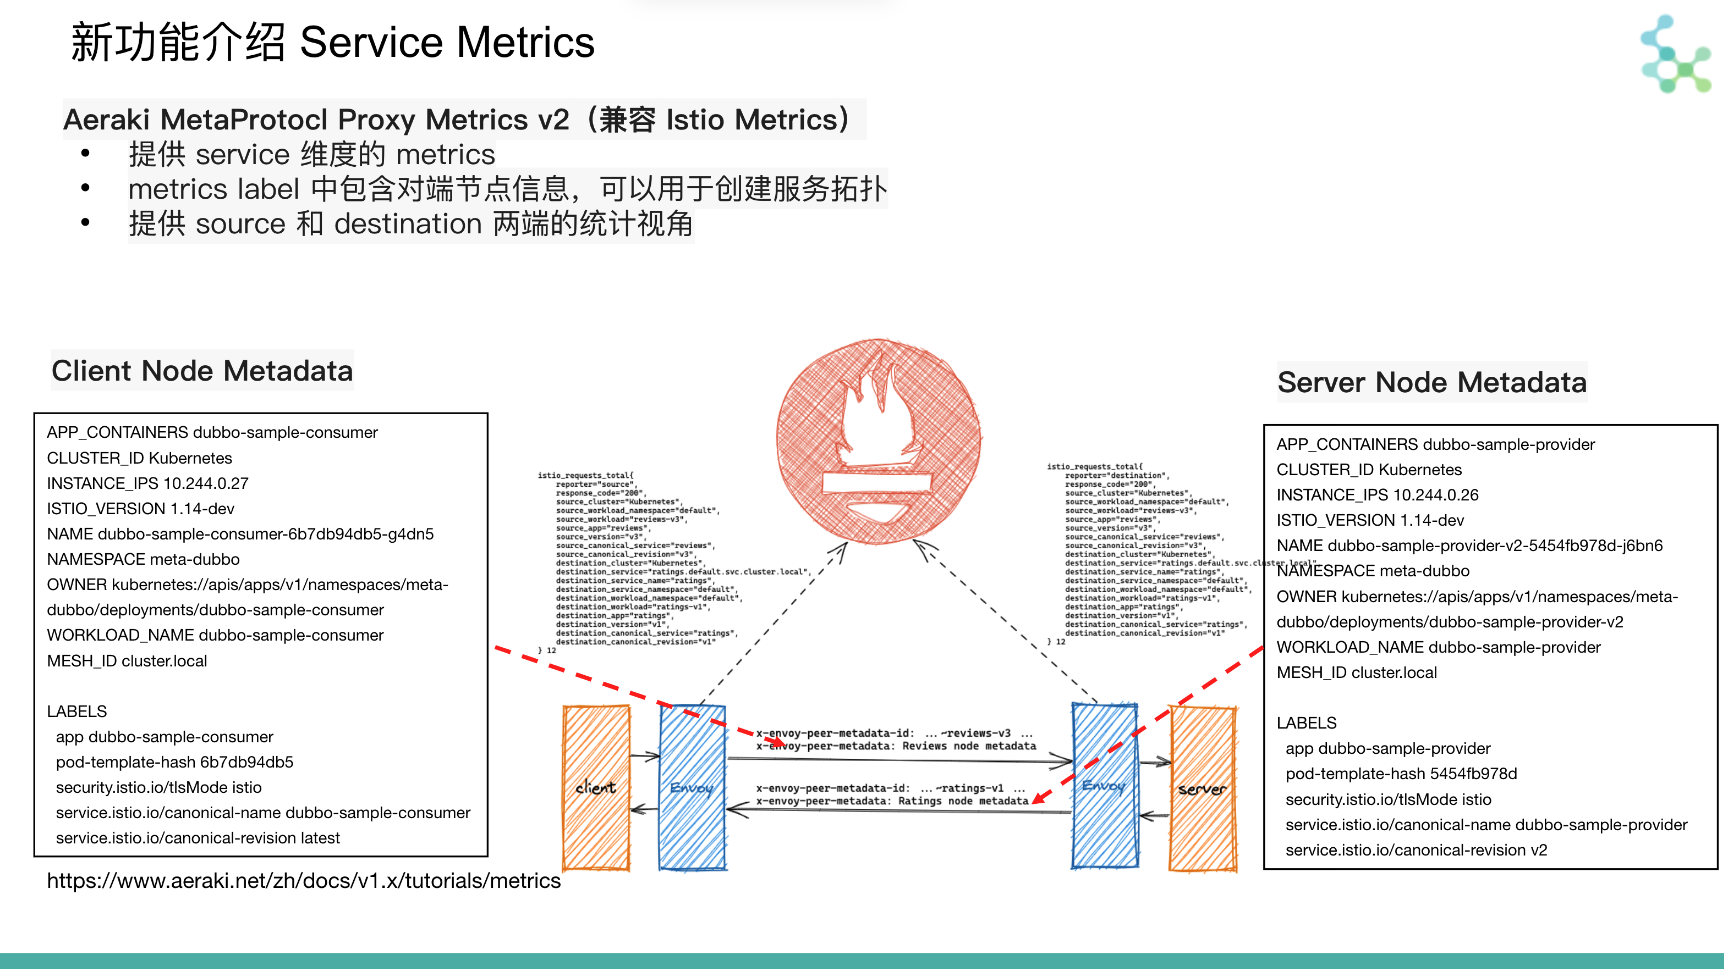 新功能介绍 Service Metrics
Aeraki MetaProtocl Proxy Metrics v2（兼容 Istio Metrics）
• 提供 service 维度的 metrics
• metrics label 中包含对端节点信息，可以用于创建服务拓扑
• 提供 source 和 destination 两端的统计视角
Client Node Metadata
APP_CONTAINERS dubbo-sample-consumer
CLUSTER_ID Kubernetes
INSTANCE_IPS 10.244.0.27
ISTIO_VERSION 1.14-dev
NAME dubbo-sample-consumer-6b7db94db5-g4dn5
NAMESPACE meta-dubbo
OWNER kubernetes://apis/apps/v1/namespaces/meta-
dubbo/deployments/dubbo-sample-consumer
WORKLOAD_NAME dubbo-sample-consumer
MESH_ID cluster.local
LABELS
app dubbo-sample-consumer
pod-template-hash 6b7db94db5
security.istio.io/tlsMode istio
service.istio.io/canonical-name dubbo-sample-consumer
service.istio.io/canonical-revision latest
https://www.aeraki.net/zh/docs/v1.x/tutorials/metrics
istio_requests_total{
reporter="source",
response_code="200",
source_cluster="Kubernetes",
source_workload_namespace="default",
source_workload="reviews-v3",
source_app="reviews",
source_version="v3",
source_canonical_service="reviews",
source_canonical_revision="v3",
destination_cluster="Kubernetes",
destination_service="ratings.default.svc.cluster.local",
destination_service_name="ratings",
destination_service_namespace="default",
destination_workload_namespace="default",
destination_workload="ratings-v1",
destination_app="ratings",
destination_version="v1",
destination_canonical_service="ratings",
destination_canonical_revision="v1"
} 12
istio_requests_total{
reporter="destination",
response_code="200",
source_cluster="Kubernetes",
source_workload_namespace="default",
source_workload="reviews-v3",
source_app="reviews",
source_version="v3",
source_canonical_service="reviews",
source_canonical_revision="v3",
destination_cluster="Kubernetes",
destination_service="ratings.default.svc.cluster.local",
destination_service_name="ratings",
destination_service_namespace="default",
destination_workload_namespace="default",
destination_workload="ratings-v1",
destination_app="ratings",
destination_version="v1",
destination_canonical_service="ratings",
destination_canonical_revision="v1"
} 12
client
Envoy
x-envoy-peer-metadata-id: ...~reviews-v3 ...
x-envoy-peer-metadata: Reviews node metadata
x-envoy-peer-metadata-id: ...~ratings-v1 ...
x-envoy-peer-metadata: Ratings node metadata
Envoy
server
Server Node Metadata
APP_CONTAINERS dubbo-sample-provider
CLUSTER_ID Kubernetes
INSTANCE_IPS 10.244.0.26
ISTIO_VERSION 1.14-dev
NAME dubbo-sample-provider-v2-5454fb978d-j6bn6
NAMESPACE meta-dubbo
OWNER kubernetes://apis/apps/v1/namespaces/meta-
dubbo/deployments/dubbo-sample-provider-v2
WORKLOAD_NAME dubbo-sample-provider
MESH_ID cluster.local
LABELS
app dubbo-sample-provider
pod-template-hash 5454fb978d
security.istio.io/tlsMode istio
service.istio.io/canonical-name dubbo-sample-provider
service.istio.io/canonical-revision v2